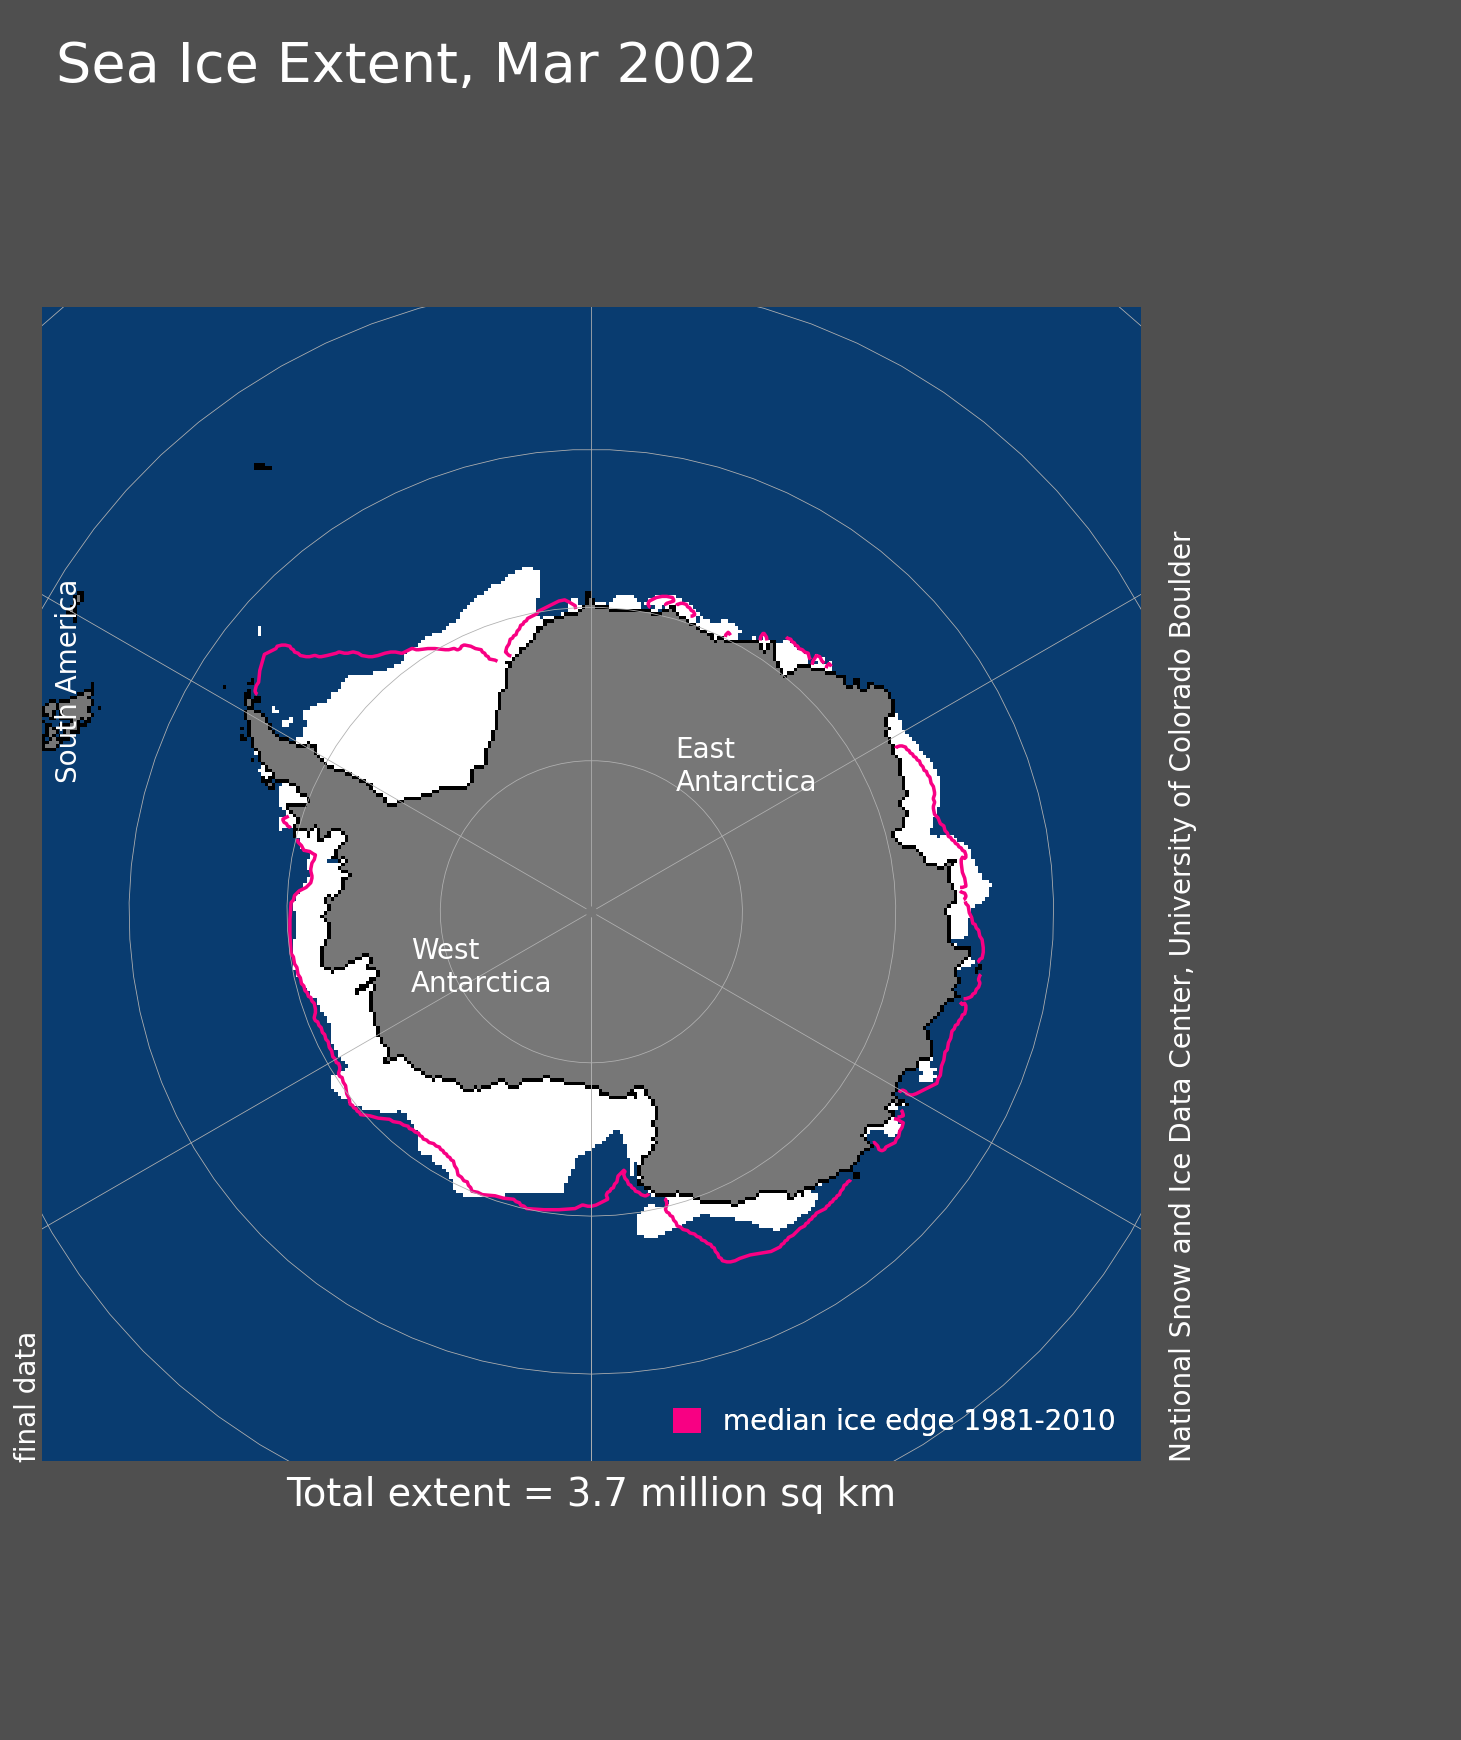 Sea Ice Extent, Mar 2002
South America
East
Antarctica
West
Antarctica
median ice edge 1981-2010
final data
National Snow and Ice Data Center, University of Colorado Boulder
Total extent = 3.7 million sq km